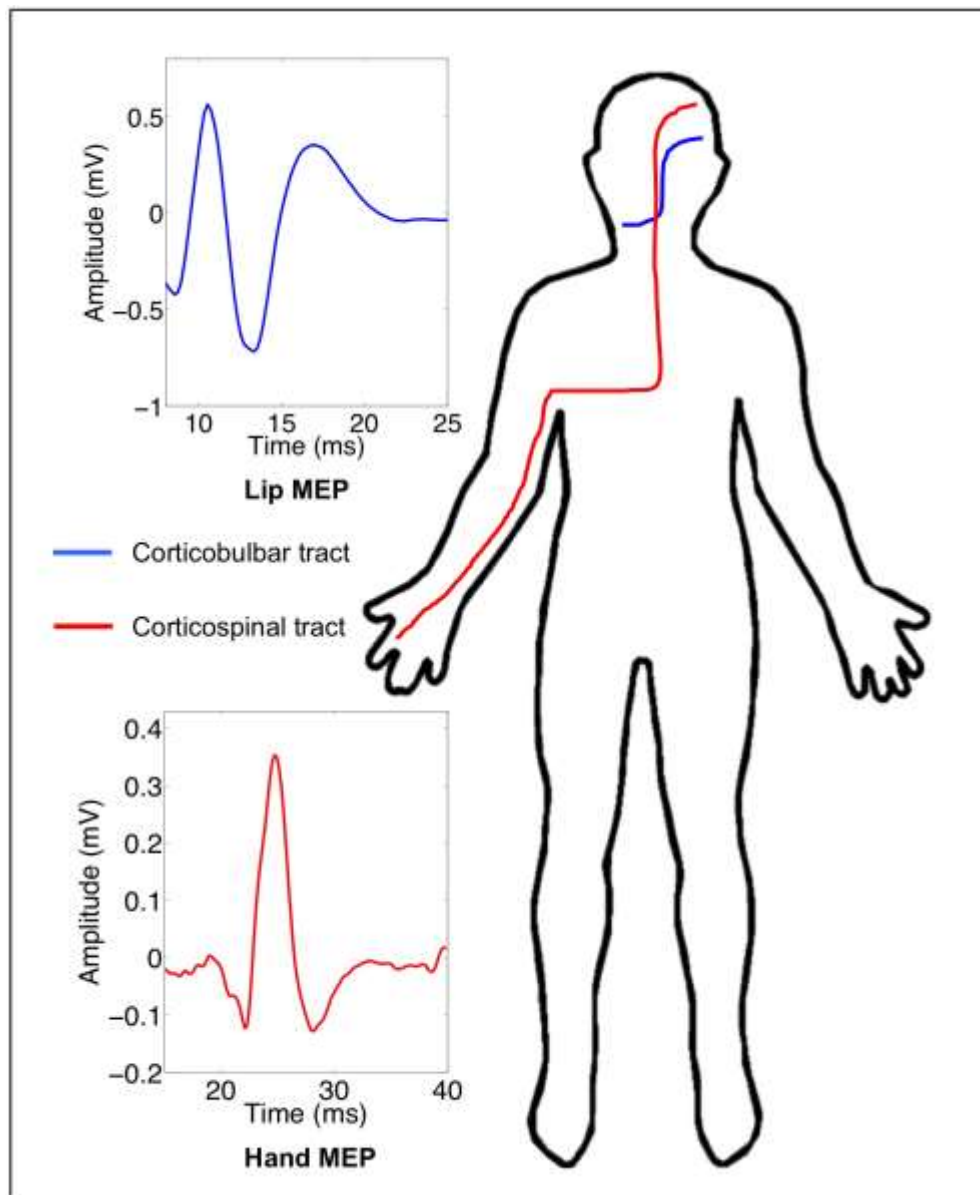 Amplitude (mV)
0.5
0
−0.5
−1
10 15 20 25
Time (ms)
Lip MEP
Corticobulbar tract
Corticospinal tract
Amplitude (mV)
0.4
0.3
0.2
0.1
0
−0.1
−0.2
20 30 40
Time (ms)
Hand MEP